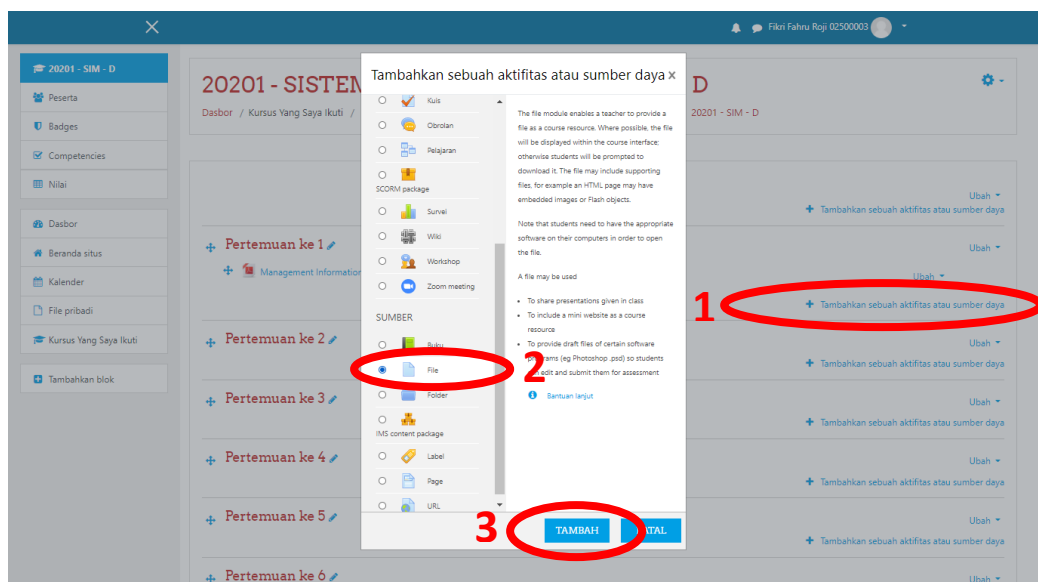 Fikri Fahru Roji 02500003
20201 - SIM - D
Peserta
Badges
Competencies
Nilai
Dasbor
Beranda situs
Kalender
File pribadi
Kursus Yang Saya Ikuti
Tambahkan blok
20201 - SISTEM
D
Dasbor / Kursus Yang Saya Ikuti /
20201 - SIM - D
Ubah
Tambahkan sebuah aktifitas atau sumber daya
Pertemuan ke 1
Ubah
Management Information
Ubah
1
Tambahkan sebuah aktifitas atau sumber daya
Pertemuan ke 2
Ubah
Tambahkan sebuah aktifitas atau sumber daya
Pertemuan ke 3
Ubah
Tambahkan sebuah aktifitas atau sumber daya
Pertemuan ke 4
Ubah
Tambahkan sebuah aktifitas atau sumber daya
Pertemuan ke 5
Ubah
Tambahkan sebuah aktifitas atau sumber daya
Pertemuan ke 6
Ubah
Tambahkan sebuah aktifitas atau sumber daya x
Kuis
Obrolan
Pelajaran
SCORM package
Survei
Wiki
Workshop
Zoom meeting
SUMBER
Buku
2
File
Folder
IMS content package
Label
Page
URL
The file module enables a teacher to provide a
file as a course resource. Where possible, the file
will be displayed within the course interface;
otherwise students will be prompted to
download it. The file may include supporting
files, for example an HTML page may have
embedded images or Flash objects.
Note that students need to have the appropriate
software on their computers in order to open
the file.
A file may be used
• To share presentations given in class
• To include a mini website as a course
resource
• To provide draft files of certain software
programs (eg Photoshop .psd) so students
edit and submit them for assessment
Bantuan lanjut
3
TAMBAH